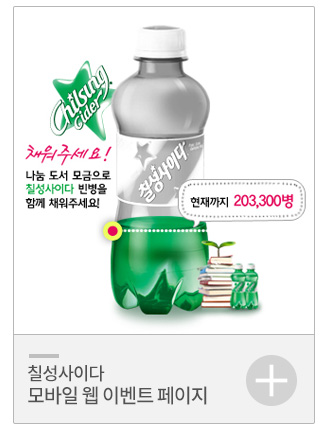 Chilsung
Cider
채워주세요!
나눔 도서 모금으로
칠성사이다 빈병을
함께 채워주세요!
칠성사이다
현재까지 203,300병
칠성사이다
모바일 웹 이벤트 페이지